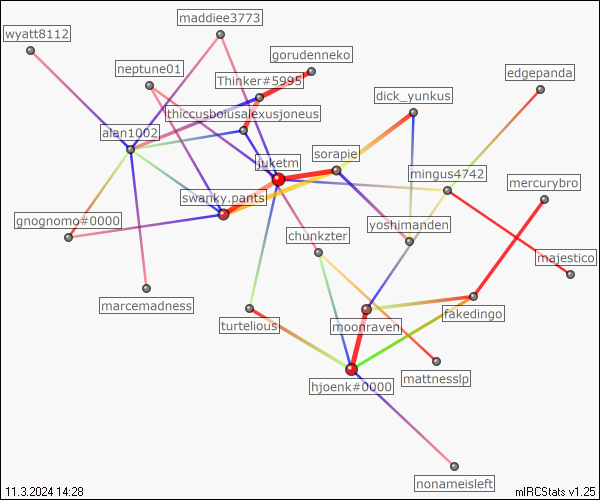 maddiee3773
wyatt8112
gorudenneko
neptune01
Thinker#5995
edgepanda
dick_yunkus
thiccusboiusalexusjoneus
alan1002
sorapie
juketm
mingus4742
mercurybro
swanky.pants
gnognomo#0000
yoshimanden
chunkzter
majestico
marcemadness
fakedingo
turtelious
moonraven
mattnesslp
hjoenk#0000
nonameisleft
11.3.2024 14:28
mIRCStats v1.25